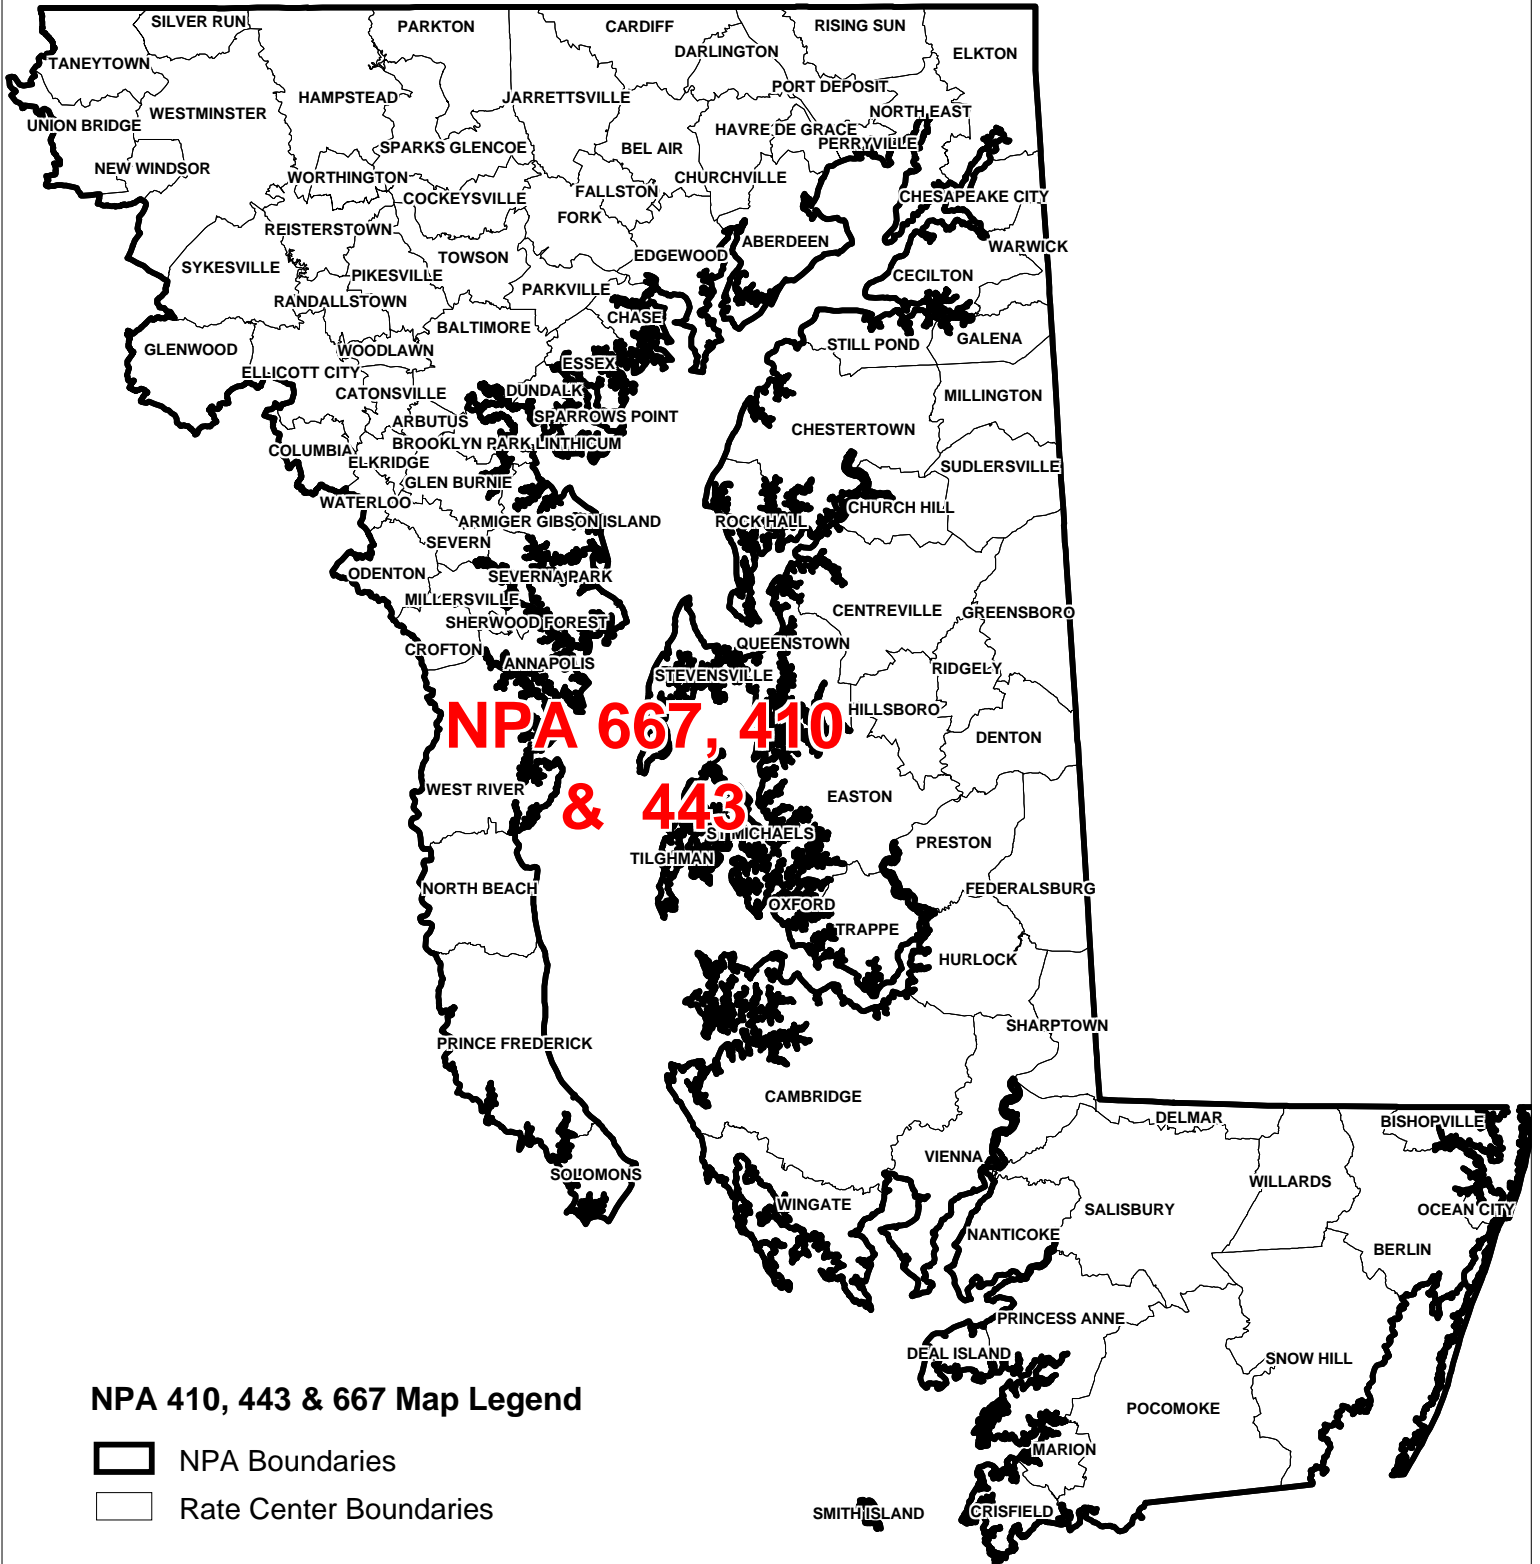 SILVER RUN
PARKTON
CARDIFF
RISING SUN
DARLINGTON
ELKTON
TANEYTOWN
PORT DEPOSIT
HAMPSTEAD
JARRETTSVILLE
WESTMINSTER
NORTH EAST
UNION BRIDGE
HAVRE DE GRACE
PERRYVILLE
SPARKS GLENCOE
BEL AIR
NEW WINDSOR
WORTHINGTON
CHURCHVILLE
FALLSTON
COCKEYSVILLE
CHESAPEAKE CITY
FORK
REISTERSTOWN
ABERDEEN
WARWICK
EDGEWOOD
TOWSON
SYKESVILLE
PIKESVILLE
CECILTON
PARKVILLE
RANDALLSTOWN
CHASE
BALTIMORE
GALENA
STILL POND
GLENWOOD
WOODLAWN
ESSEX
ELLICOTT CITY
DUNDALK
CATONSVILLE
MILLINGTON
SPARROWS POINT
ARBUTUS
CHESTERTOWN
BROOKLYN PARK LINTHICUM
COLUMBIA
ELKRIDGE
SUDLERSVILLE
GLEN BURNIE
WATERLOO
CHURCH HILL
ARMIGER GIBSON ISLAND
ROCK HALL
SEVERN
ODENTON
SEVERNA PARK
MILLERSVILLE
CENTREVILLE
GREENSBORO
SHERWOOD FOREST
QUEENSTOWN
CROFTON
ANNAPOLIS
RIDGELY
STEVENSVILLE
HILLSBORO
NPA 667, 410
DENTON
WEST RIVER
EASTON
& 443
ST MICHAELS
PRESTON
TILGHMAN
NORTH BEACH
FEDERALSBURG
OXFORD
TRAPPE
HURLOCK
SHARPTOWN
PRINCE FREDERICK
CAMBRIDGE
DELMAR
BISHOPVILLE
VIENNA
SOLOMONS
WILLARDS
WINGATE
SALISBURY
OCEAN CITY
NANTICOKE
BERLIN
PRINCESS ANNE
DEAL ISLAND
SNOW HILL
POCOMOKE
MARION
SMITH ISLAND
CRISFIELD
NPA 410, 443 & 667 Map Legend
NPA Boundaries
Rate Center Boundaries